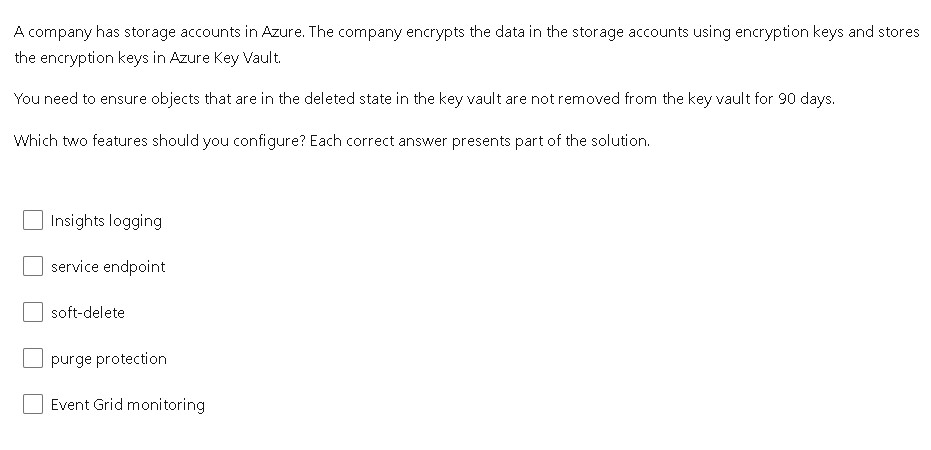 A company has storage accounts in Azure. The company encrypts the data in the storage accounts using encryption keys and stores
the encryption keys in Azure Key Vault.
You need to ensure objects that are in the deleted state in the key vault are not removed from the key vault for 90 days.
Which two features should you configure? Each correct answer presents part of the solution.
Insights logging
service endpoint
soft-delete
purge protection
Event Grid monitoring